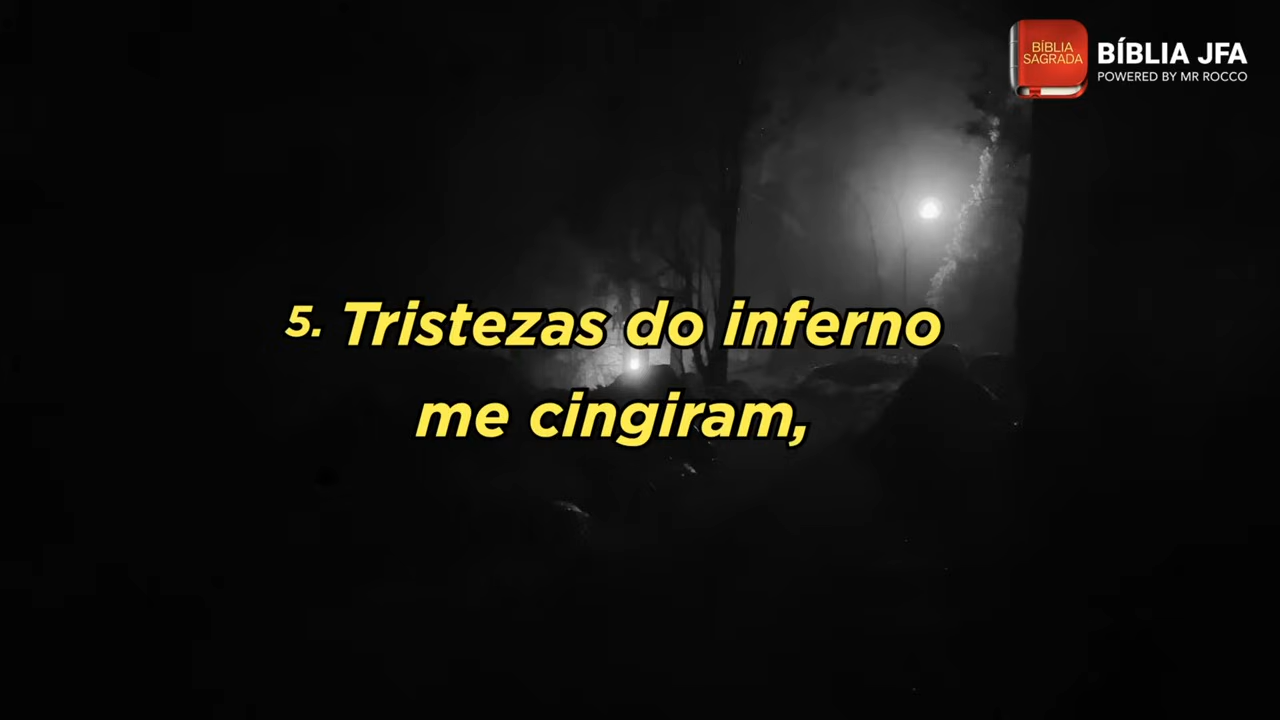 BÍBLIA
SAGRADA
BÍBLIA JFA
POWERED BY MR ROCCO
5. Tristezas do inferno
me cingiram,